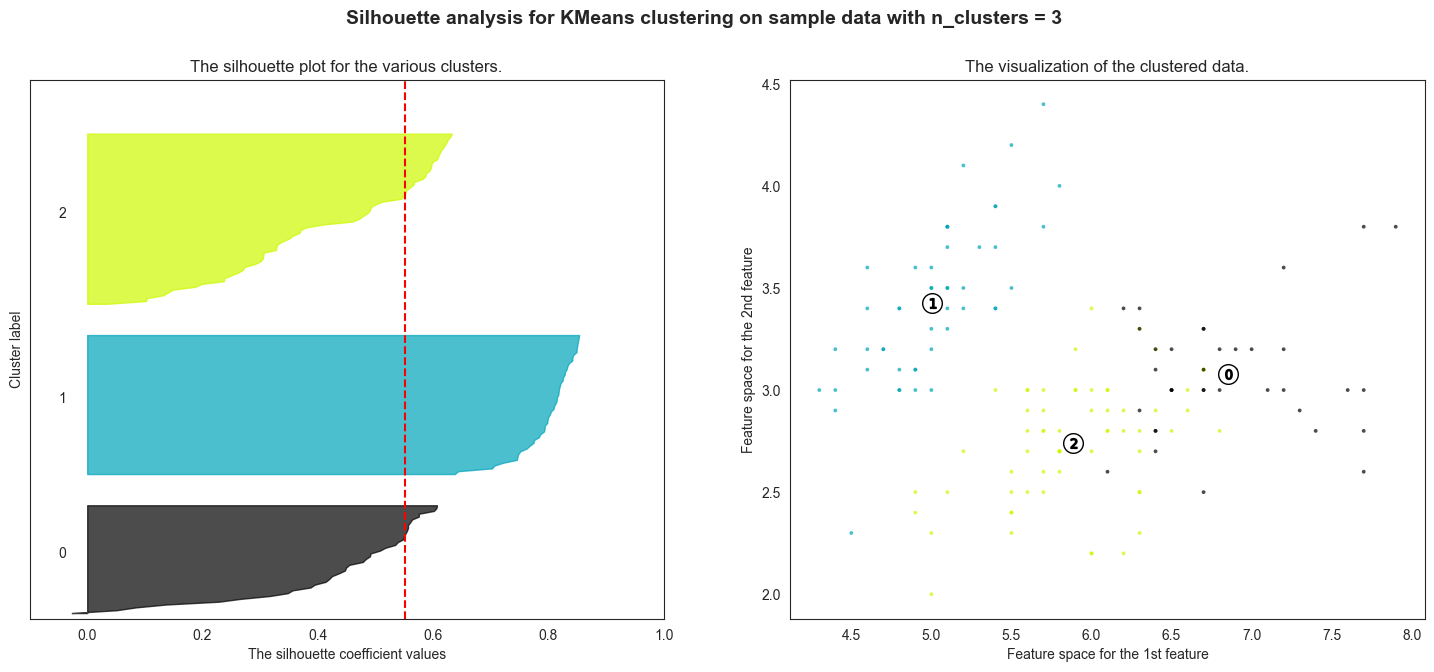 Silhouette analysis for KMeans clustering on sample data with n_clusters = 3
The silhouette plot for the various clusters.
Cluster label
2
1
0
0.0 0.2 0.4 0.6 0.8 1.0
The silhouette coefficient values
The visualization of the clustered data.
Feature space for the 2nd feature
4.5
4.0
3.5
3.0
2.5
2.0
1
0
2
4.5 5.0 5.5 6.0 6.5 7.0 7.5 8.0
Feature space for the 1st feature